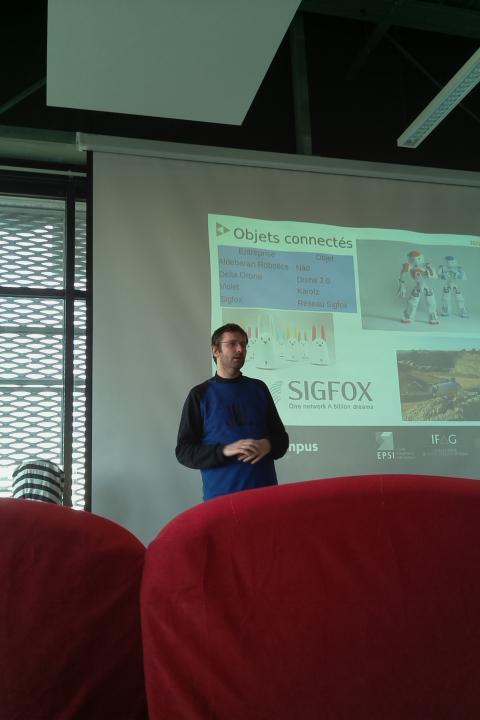 Objets connectés
Entreprise Objet
Aldebaran Robotics Nao
Delta Drone Drone 2.0
Violet Karotz
Sigfox Réseau Sigfox
SIGFOX
One network A billion dreams
mpus
EPSI
IFAG